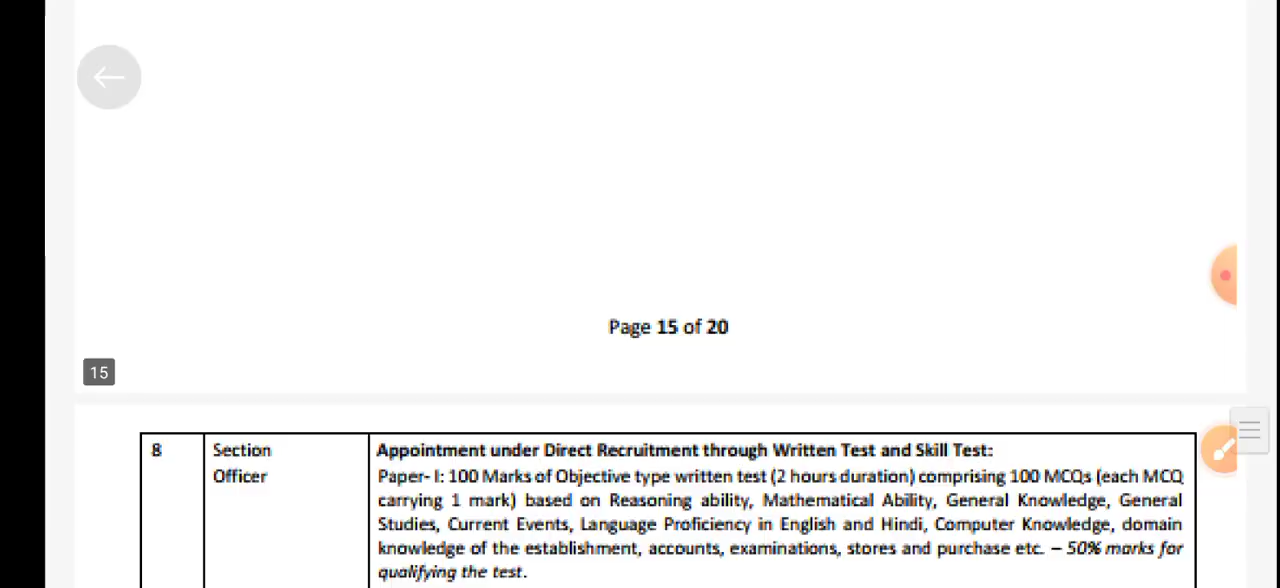 Page 15 of 20
15
8 Section Appointment under Direct Recruitment through Written Test and Skill Test:
Officer Paper- I: 100 Marks of Objective type written test (2 hours duration) comprising 100 MCQs (each MCQ
carrying 1 mark) based on Reasoning ability, Mathematical Ability, General Knowledge, General
Studies, Current Events, Language Proficiency in English and Hindi, Computer Knowledge, domain
knowledge of the establishment, accounts, examinations, stores and purchase etc. – 50% marks for
qualifying the test.